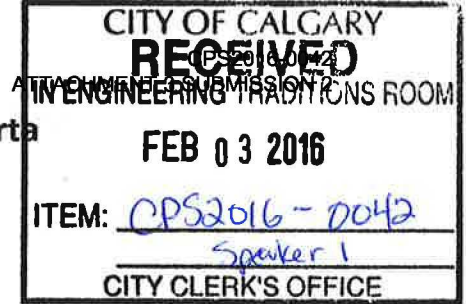 CITY OF CALGARY
RECEIVED
CPS2016-0042
ATTACHMENT SUBMISSION 2
IN ENGINEERING TRADITIONS ROOM
rta
FEB 03 2016
ITEM: CPS2016-0042
Speaker 1
CITY CLERK'S OFFICE